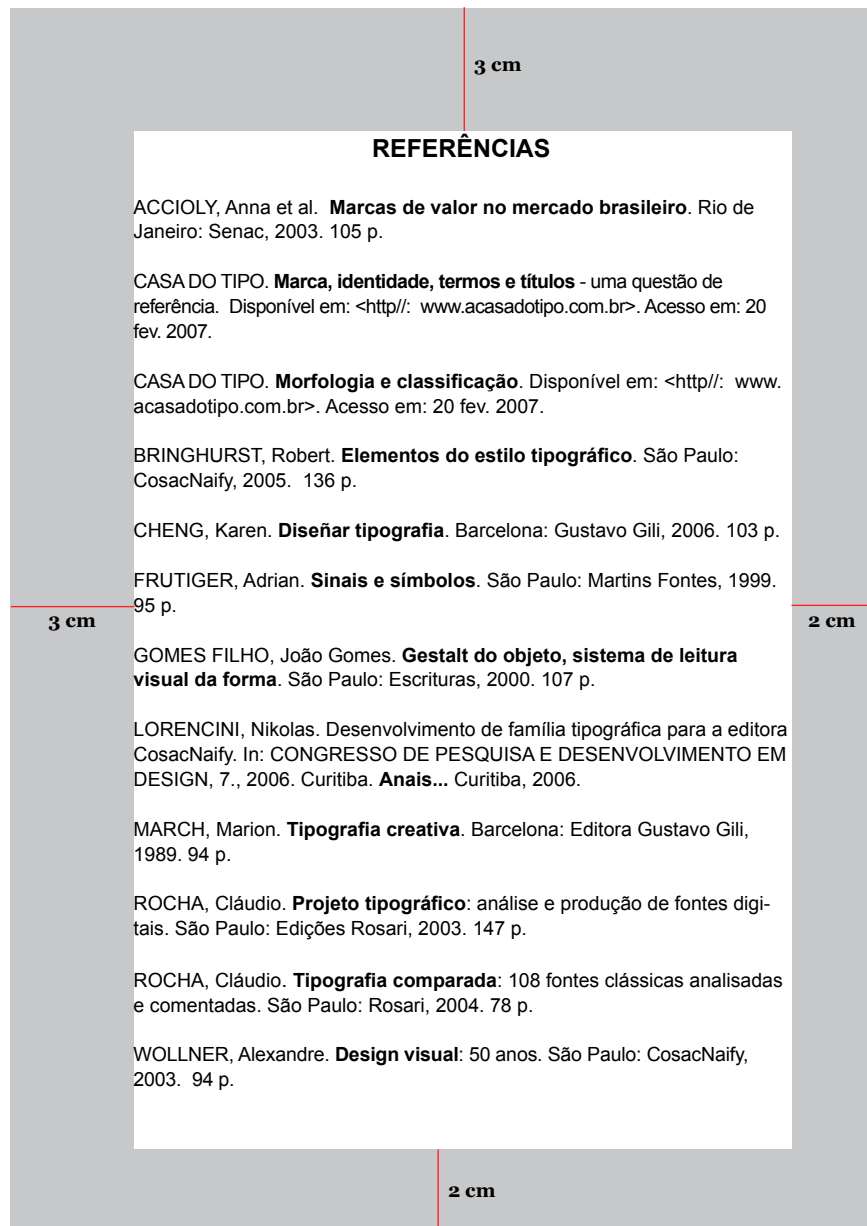 3 cm
REFERÊNCIAS
ACCIOLY, Anna et al.  Marcas de valor no mercado brasileiro. Rio de
Janeiro: Senac, 2003. 105 p.
CASA DO TIPO. Marca, identidade, termos e títulos - uma questão de
referência.  Disponível em: <http//:  www.acasadotipo.com.br>. Acesso em: 20
fev. 2007.
CASA DO TIPO. Morfologia e classificação. Disponível em: <http//:  www.
acasadotipo.com.br>. Acesso em: 20 fev. 2007.
BRINGHURST, Robert. Elementos do estilo tipográfico. São Paulo:
CosacNaify, 2005.  136 p.
CHENG, Karen. Diseñar tipografia. Barcelona: Gustavo Gili, 2006. 103 p.
FRUTIGER, Adrian. Sinais e símbolos. São Paulo: Martins Fontes, 1999.
95 p.
3 cm
2 cm
GOMES FILHO, João Gomes. Gestalt do objeto, sistema de leitura
visual da forma. São Paulo: Escrituras, 2000. 107 p.
LORENCINI, Nikolas. Desenvolvimento de família tipográfica para a editora
CosacNaify. In: CONGRESSO DE PESQUISA E DESENVOLVIMENTO EM
DESIGN, 7., 2006. Curitiba. Anais... Curitiba, 2006.
MARCH, Marion. Tipografia creativa. Barcelona: Editora Gustavo Gili,
1989. 94 p.
ROCHA, Cláudio. Projeto tipográfico: análise e produção de fontes digi-
tais. São Paulo: Edições Rosari, 2003. 147 p.
ROCHA, Cláudio. Tipografia comparada: 108 fontes clássicas analisadas
e comentadas. São Paulo: Rosari, 2004. 78 p.
WOLLNER, Alexandre. Design visual: 50 anos. São Paulo: CosacNaify,
2003.  94 p.
2 cm